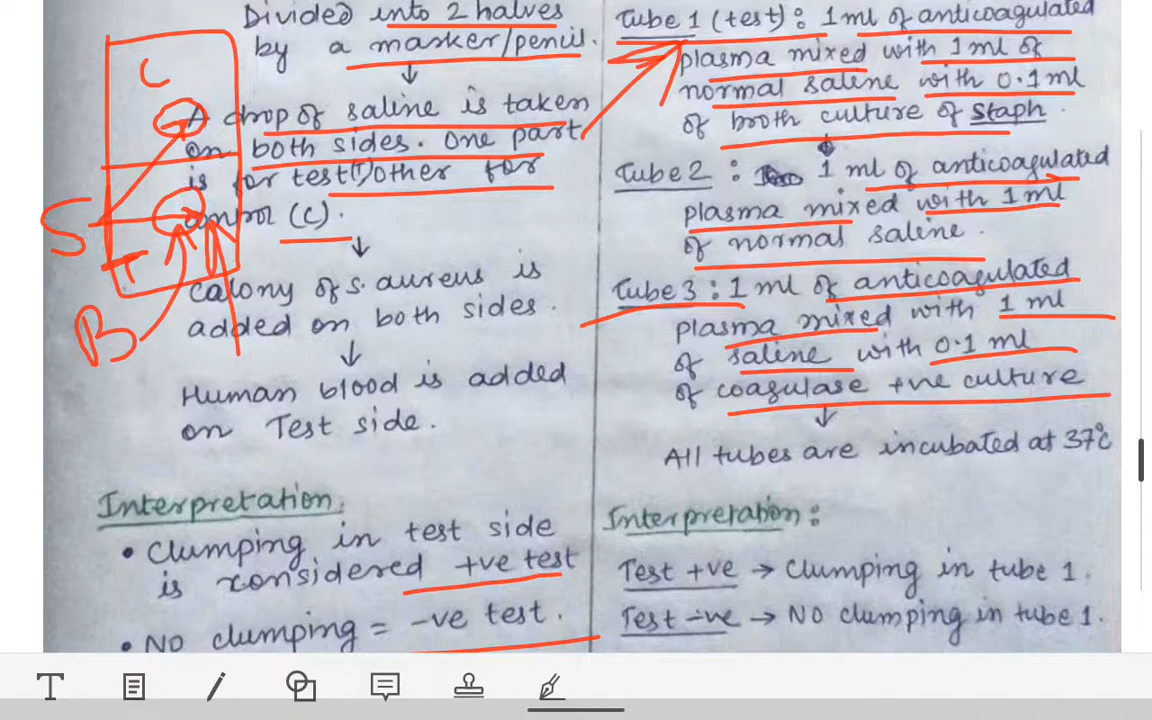 Divided into 2 halves
by a marker/pencil.
A drop of saline is taken
on both sides. One part
is for test(T) other for
control (C).
Calony of S. aureus is
added on both sides.
Human blood is added
on Test side.
Interpretation.
• Clumping in test side
is considered +ve test
• No clumping = -ve test.
C
S
T
B
Tube 1 (test): 1 ml of anticoagulated
plasma mixed with 1 ml of
normal saline with 0.1 ml
of broth culture of Staph.
Tube 2 : 1 ml of anticoagulated
plasma mixed with 1 ml
of normal saline.
Tube 3 : 1 ml of anticoagulated
plasma mixed with 1 ml
of saline with 0.1 ml
of coagulase +ve culture
All tubes are incubated at 37°C
Interpretation:
Test +ve → Clumping in tube 1.
Test -ve → No clumping in tube 1.